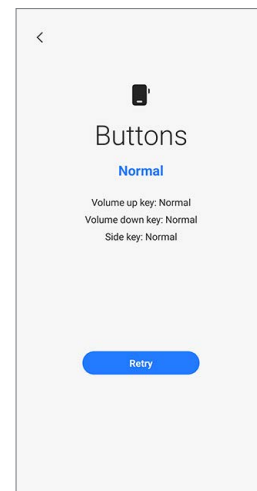 Buttons
Normal
Volume up key: Normal
Volume down key: Normal
Side key: Normal
Retry